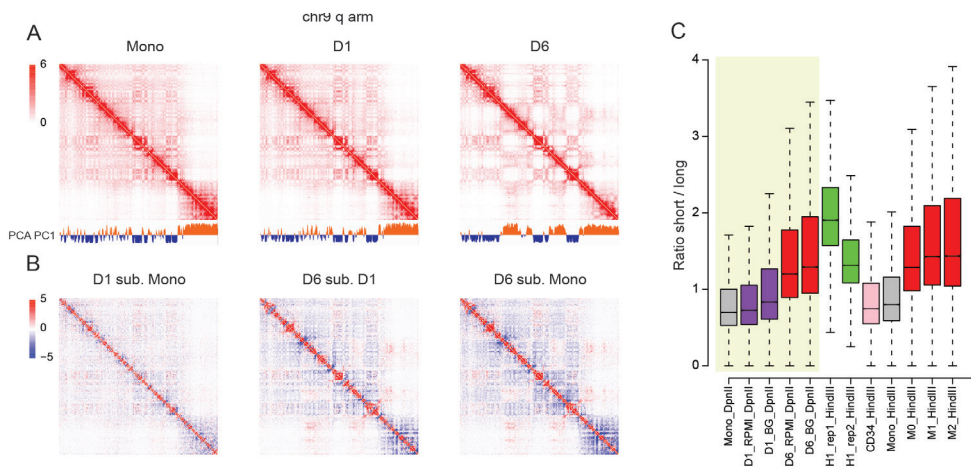 chr9 q arm
A
Mono
D1
D6
6
0
PCA PC1
B
D1 sub. Mono
D6 sub. D1
D6 sub. Mono
5
0
−5
C
Ratio short / long
4
3
2
1
0
Mono_DpnII
D1_RPMI_DpnII
D1_BG_DpnII
D6_RPMI_DpnII
D6_BG_DpnII
H1_rep1_HindIII
H1_rep2_HindIII
CD34_HindIII
Mono_HindIII
M0_HindIII
M1_HindIII
M2_HindIII